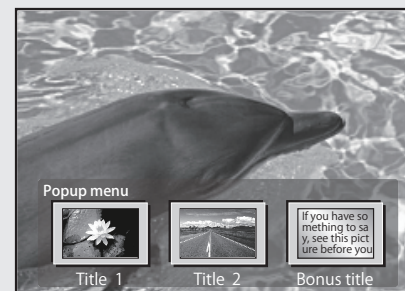 Popup menu
If you have so
mething to sa
y, see this pict
ure before you
Title 1
Title 2
Bonus title